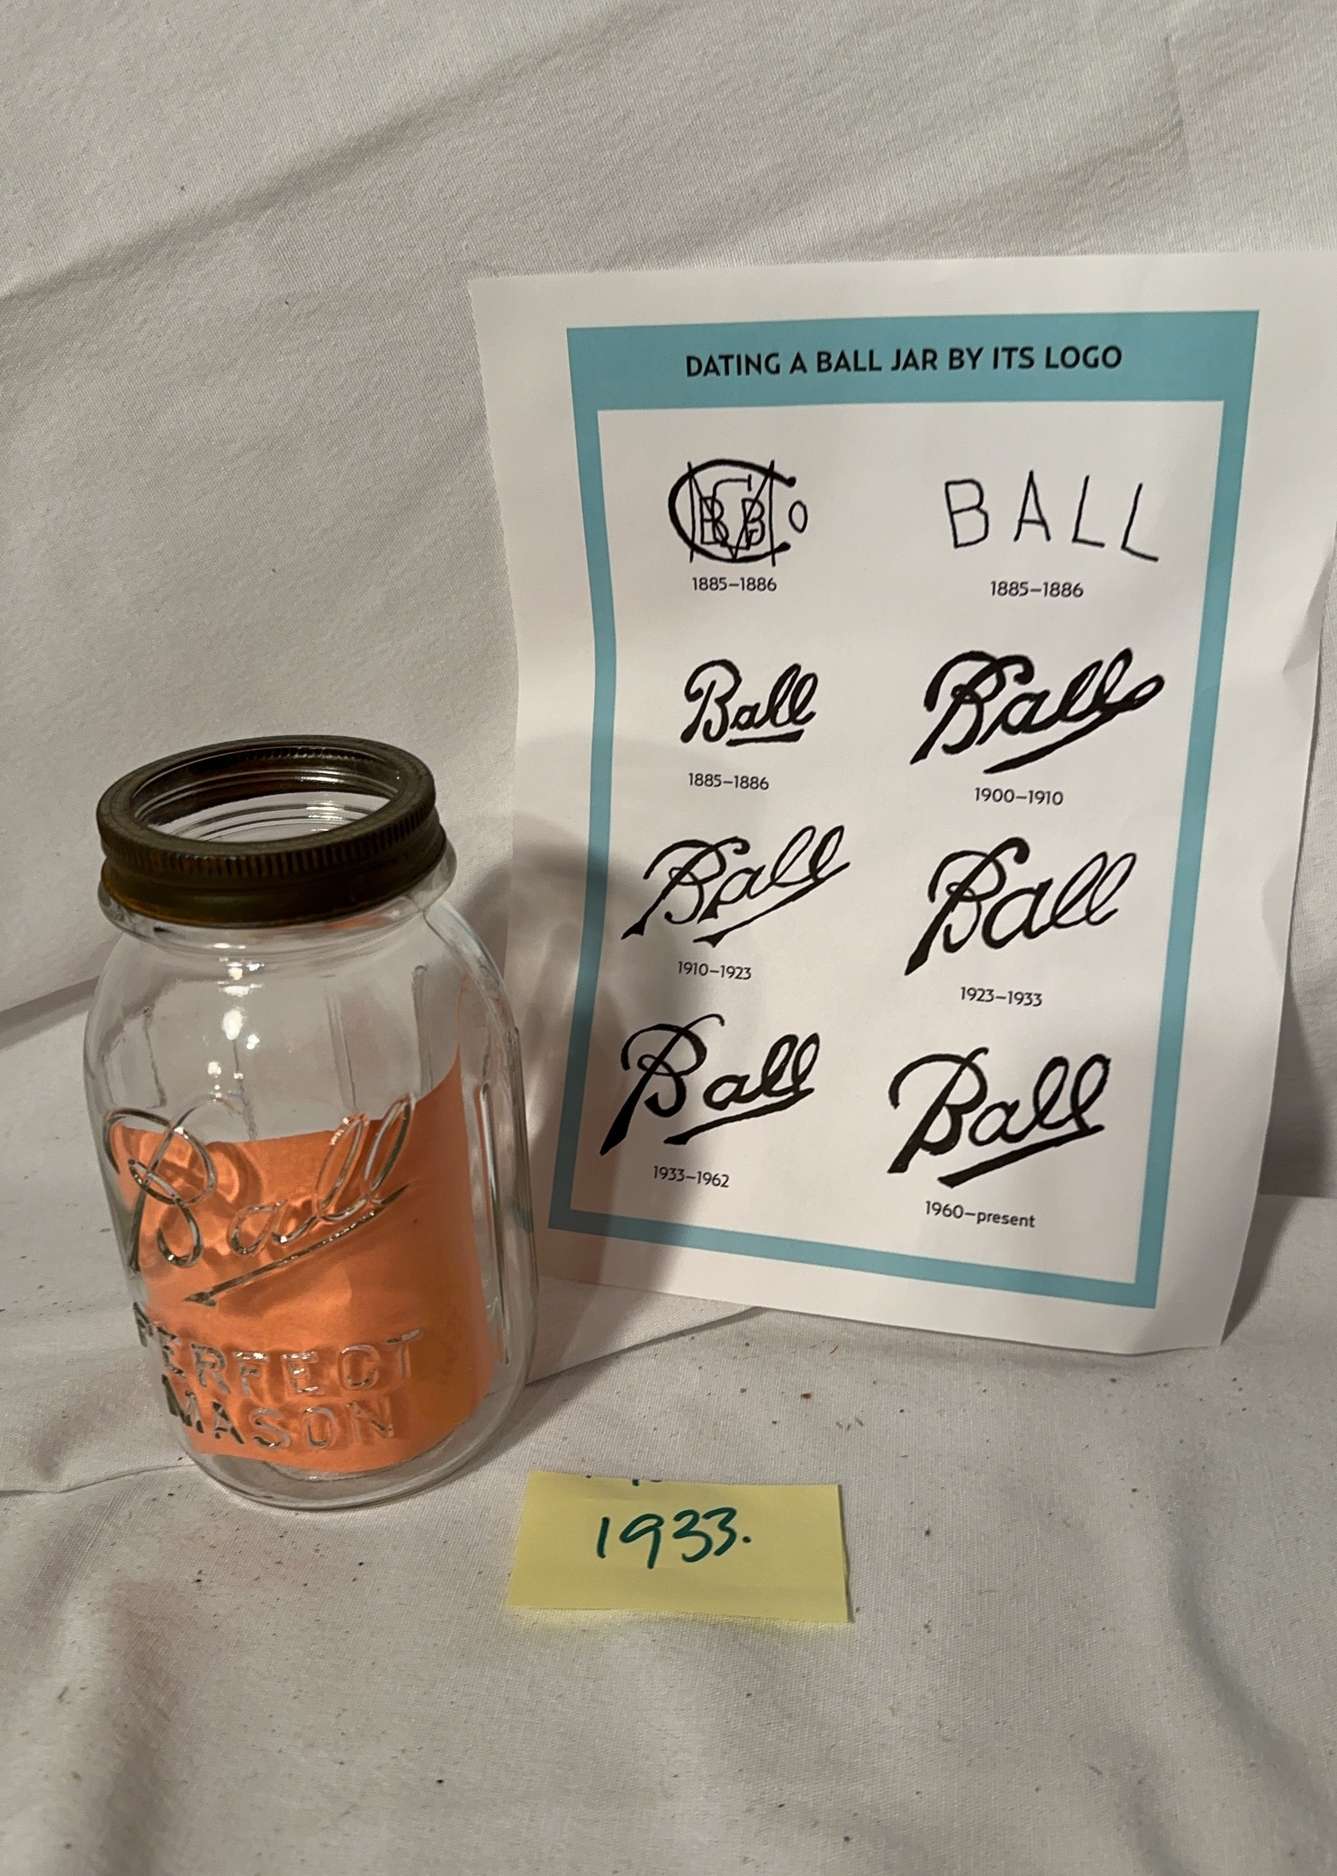 DATING A BALL JAR BY ITS LOGO
BALL
1885–1886
1885–1886
Ball
Ball
1885–1886
1900–1910
Ball
Ball
1910–1923
1923–1933
Ball
Ball
1933–1962
1960–present
Ball
PERFECT
MASON
1933.